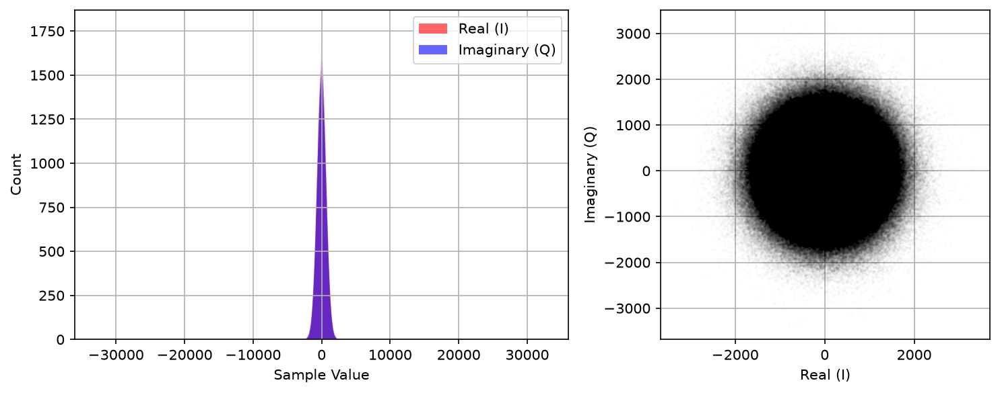 1750
1500
1250
1000
750
500
250
0
Count
−30000 −20000 −10000 0 10000 20000 30000
Sample Value
Real (I)
Imaginary (Q)
3000
2000
1000
0
−1000
−2000
−3000
Imaginary (Q)
−2000 0 2000
Real (I)